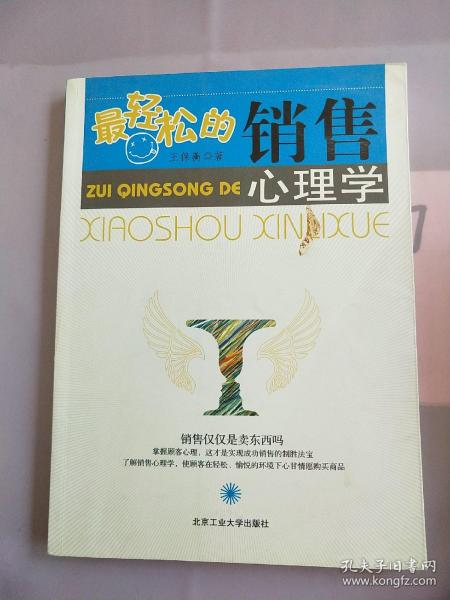 最轻松的
销售
王保蘅◎著
ZUI QINGSONG DE
心理学
XIAOSHOU XINLIXUE
销售仅仅是卖东西吗
掌握顾客心理，这才是实现成功销售的制胜法宝
了解销售心理学，使顾客在轻松、愉悦的环境下心甘情愿购买商品
北京工业大学出版社
孔夫子旧书网
www.kongfz.com